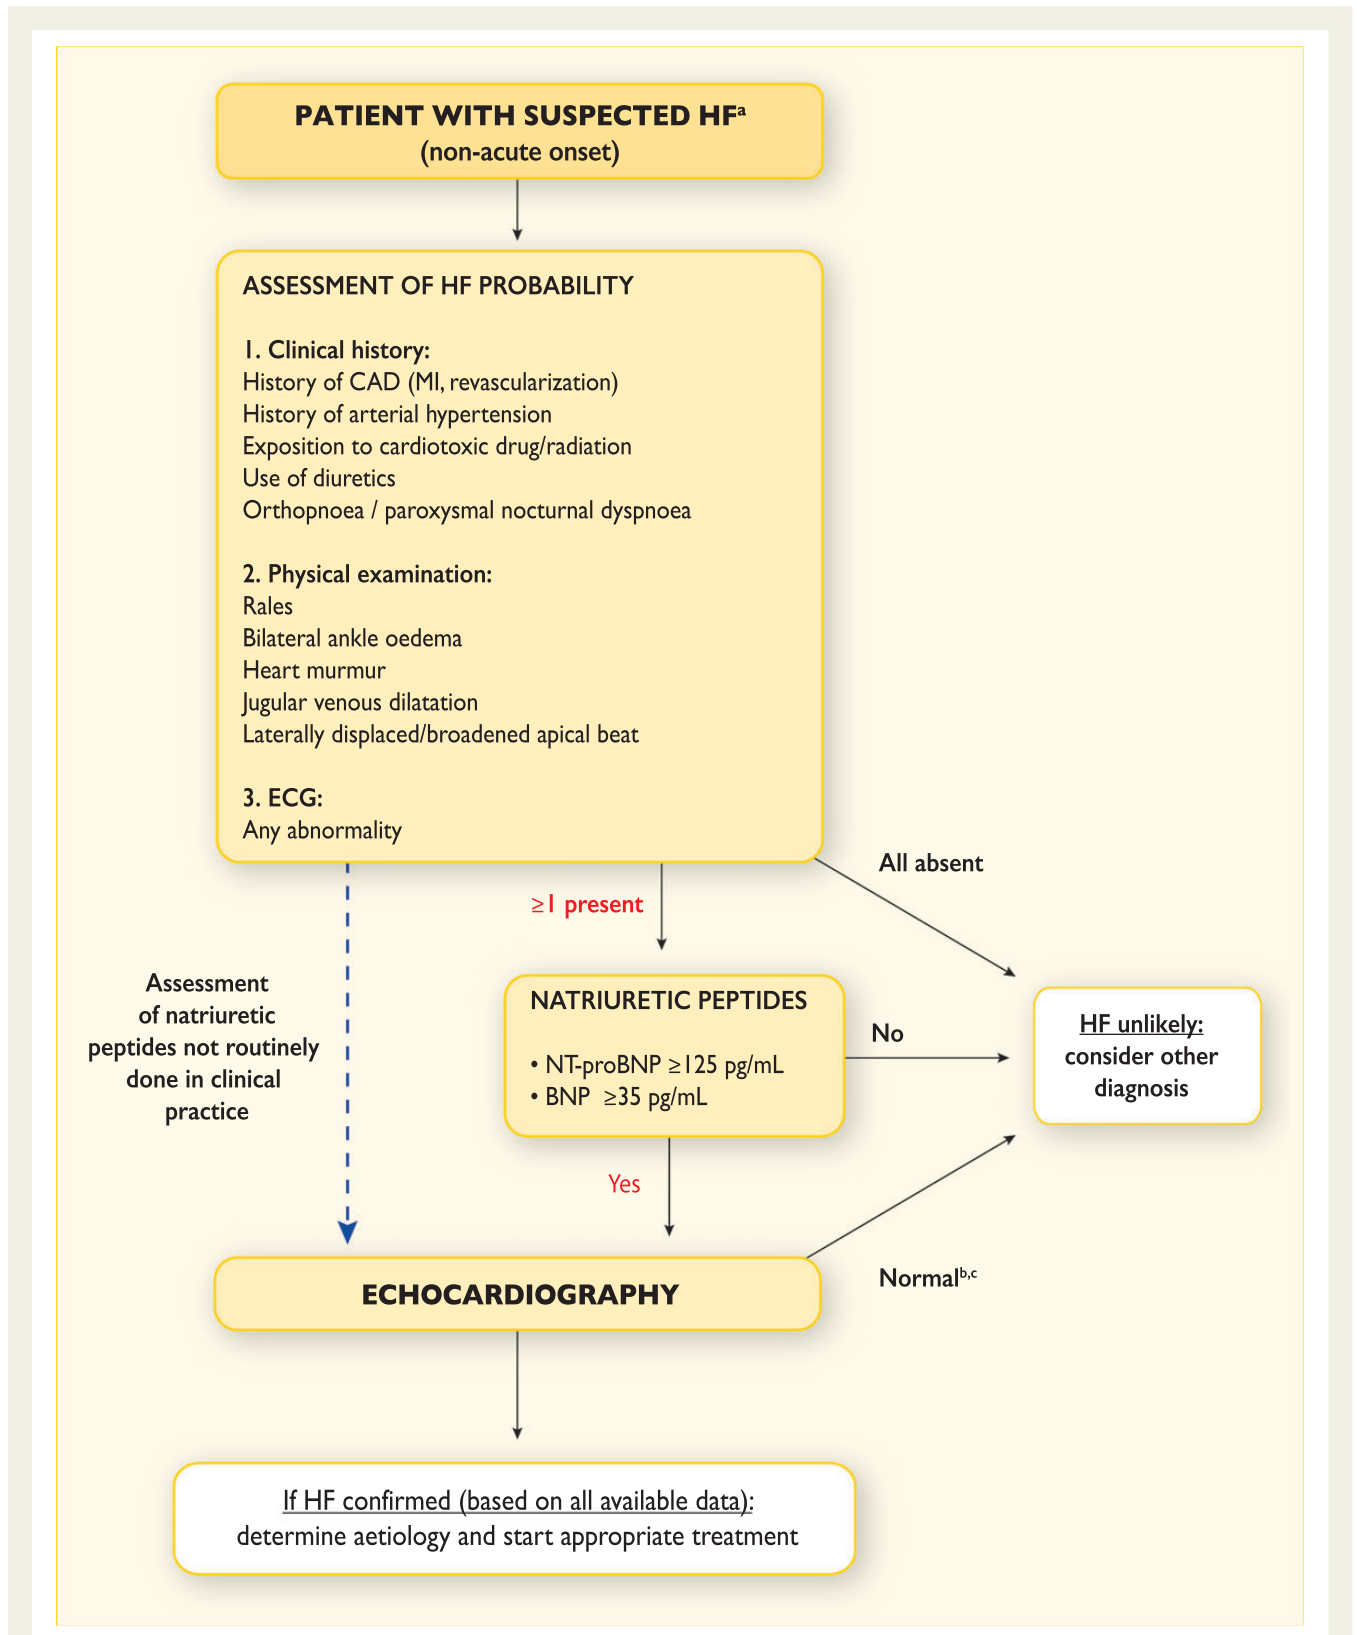 PATIENT WITH SUSPECTED HFᵃ
(non-acute onset)
ASSESSMENT OF HF PROBABILITY
1. Clinical history:
History of CAD (MI, revascularization)
History of arterial hypertension
Exposition to cardiotoxic drug/radiation
Use of diuretics
Orthopnoea / paroxysmal nocturnal dyspnoea
2. Physical examination:
Rales
Bilateral ankle oedema
Heart murmur
Jugular venous dilatation
Laterally displaced/broadened apical beat
3. ECG:
Any abnormality
All absent
≥1 present
Assessment
of natriuretic
peptides not routinely
done in clinical
practice
NATRIURETIC PEPTIDES
• NT-proBNP ≥125 pg/mL
• BNP ≥35 pg/mL
No
HF unlikely:
consider other
diagnosis
Yes
ECHOCARDIOGRAPHY
Normalᵇ,ᶜ
If HF confirmed (based on all available data):
determine aetiology and start appropriate treatment